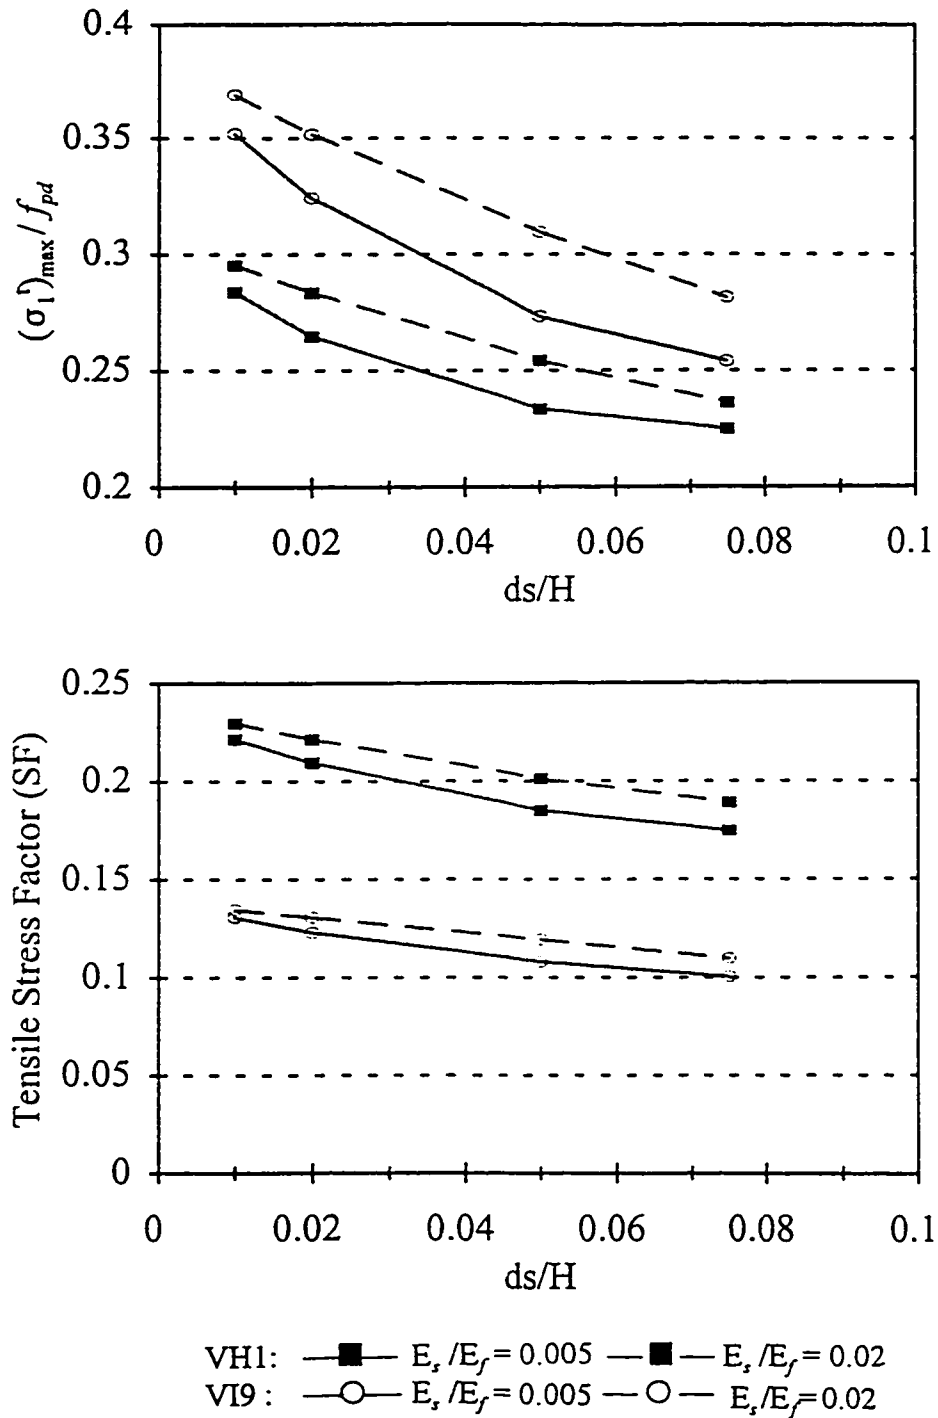 0.4
0.35
0.3
0.25
0.2
(σ₁')max / fpd
0 0.02 0.04 0.06 0.08 0.1
ds/H
0.25
0.2
0.15
0.1
0.05
0
Tensile Stress Factor (SF)
0 0.02 0.04 0.06 0.08 0.1
ds/H
VH1: Es /Ef = 0.005 Es /Ef = 0.02
VI9 : Es /Ef = 0.005 Es/Ef = 0.02